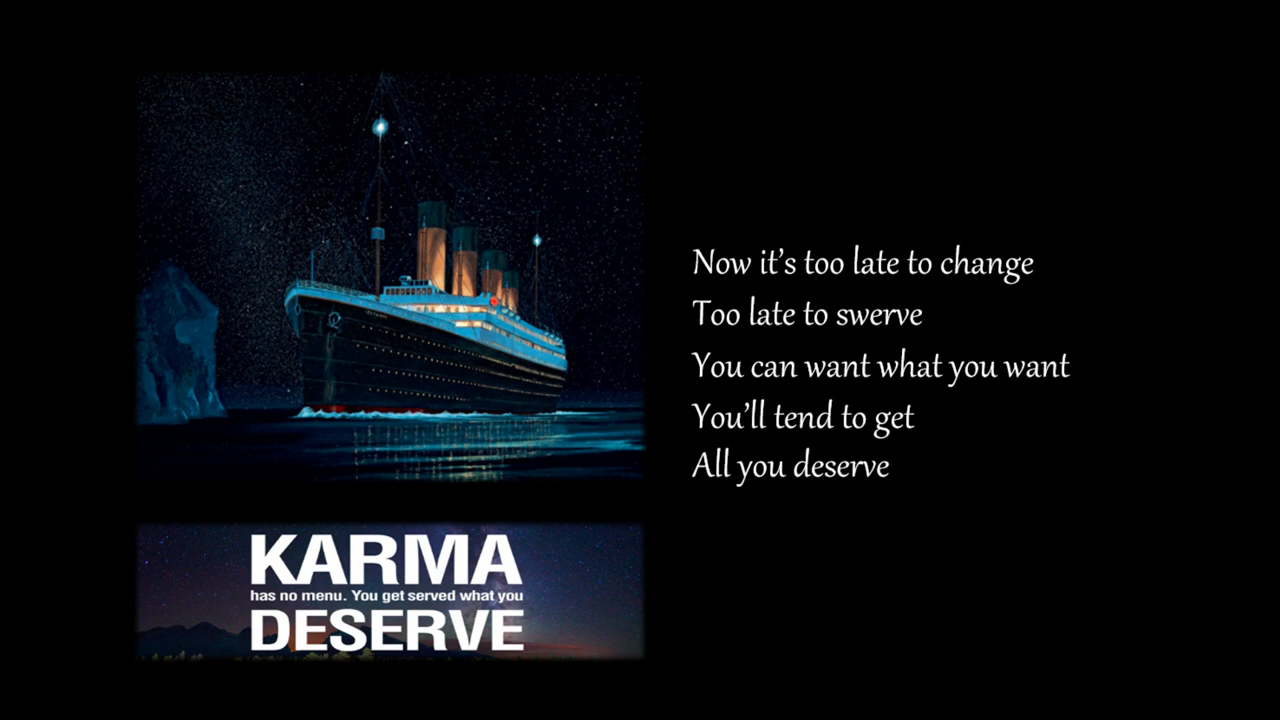 Now it's too late to change
Too late to swerve
You can want what you want
You'll tend to get
All you deserve
KARMA
has no menu. You get served what you
DESERVE